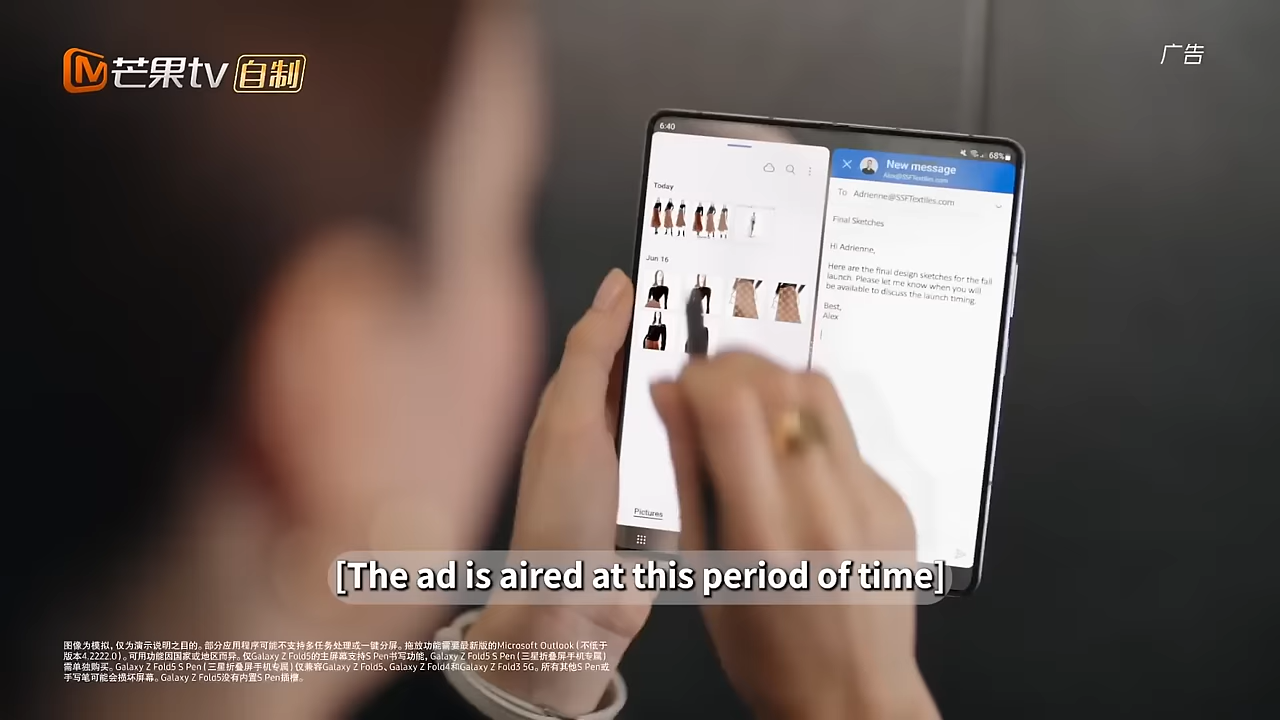 芒果tv 自制
广告
6:40
68%
Today
Jun 16
Pictures
New message
Alex@SSFTextiles.com
To Adrienne@SSFTextiles.com
Final Sketches
Hi Adrienne,
Here are the final design sketches for the fall
launch. Please let me know when you will
be available to discuss the launch timing.
Best,
Alex
[The ad is aired at this period of time]
图像为模拟，仅为演示说明之目的。部分应用程序可能不支持多任务处理或一键分屏。拖放功能需要最新版的Microsoft Outlook（不低于
版本4.2222.0）。可用功能因国家或地区而异。仅Galaxy Z Fold5的主屏幕支持S Pen书写功能，Galaxy Z Fold5 S Pen（三星折叠屏手机专属）
需单独购买。Galaxy Z Fold5 S Pen（三星折叠屏手机专属）仅兼容Galaxy Z Fold5、Galaxy Z Fold4和Galaxy Z Fold3 5G。所有其他S Pen或
手写笔可能会损坏屏幕。Galaxy Z Fold5没有内置S Pen插槽。